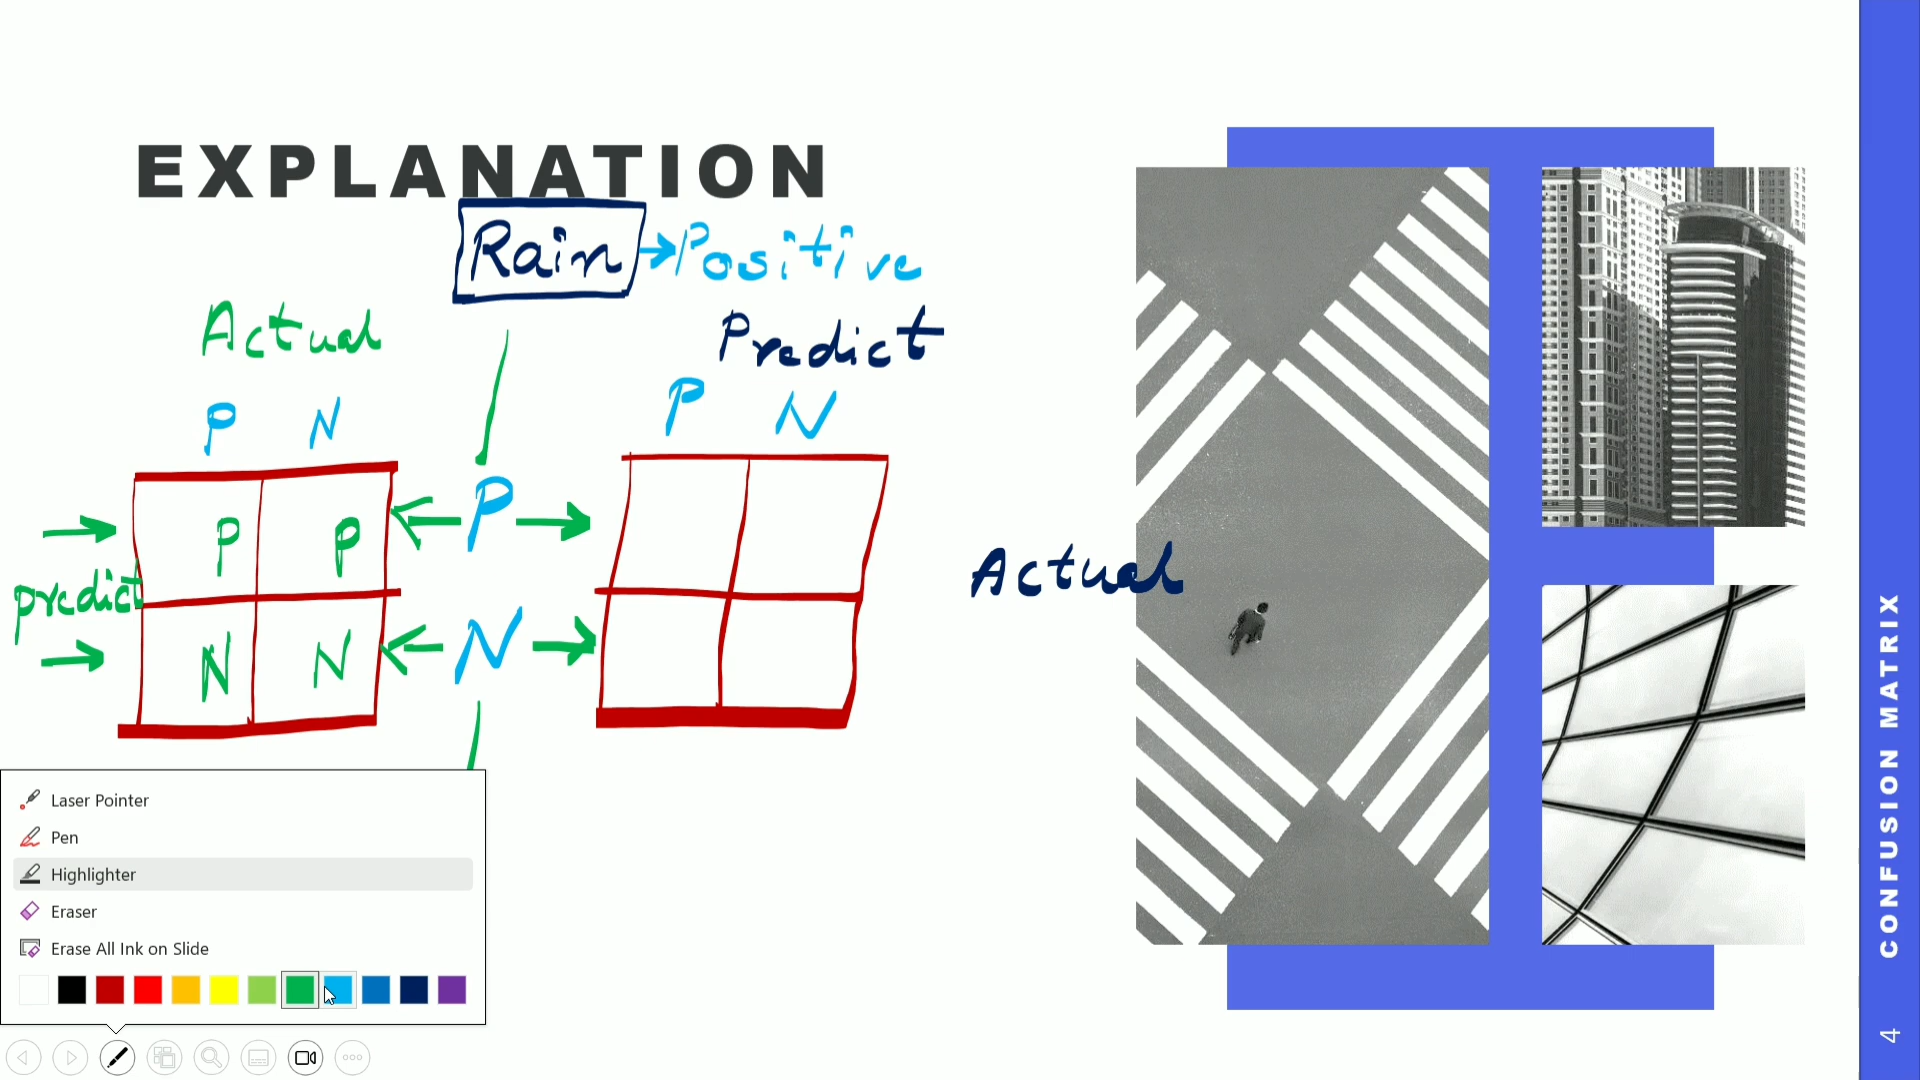 EXPLANATION
Rain → Positive
Actual
Predict
P N
P N
P P
P
predict
Actual
N N
N
Laser Pointer
Pen
Highlighter
Eraser
Erase All Ink on Slide
CONFUSION MATRIX
4